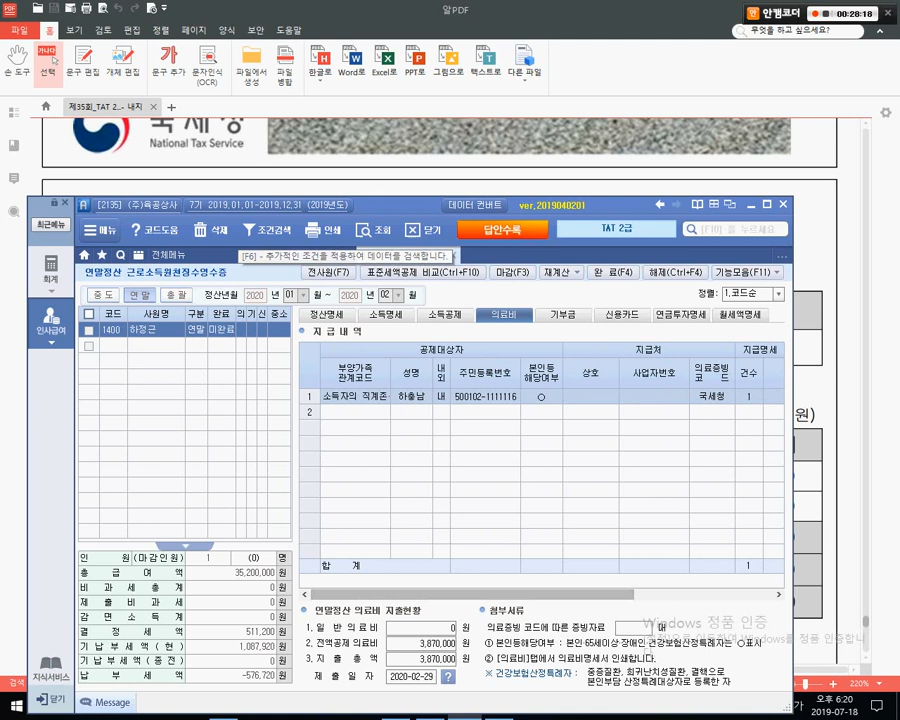 알PDF
안캠코더
00:28:18
파일 홈 보기 검토 편집 정렬 페이지 양식 보안 도움말
무엇을 하고 싶으세요?
손 도구 선택 문구 편집 개체 편집 문구 추가 문자인식 (OCR) 파일에서 생성 파일 병합 한글로 Word로 Excel로 PPT로 그림으로 텍스트로 다른 파일
가나다
제35회_TAT 2...- 내지
국세청
National Tax Service
[2135] (주)육공상사 7기 2019.01.01~2019.12.31 (2019년도) 데이터 컨버트 ver.2019040201
최근메뉴
메뉴 코드도움 삭제 조건검색 인쇄 조회 닫기 답안수록 TAT 2급 [F10]을 누르세요
전체메뉴
[F6] - 추가적인 조건을 적용하여 데이터를 검색합니다.
연말정산 근로소득원천징수영수증
전사원(F7) 표준세액공제 비교(Ctrl+F10) 마감(F3) 재계산 완 료(F4) 해제(Ctrl+F4) 기능모음(F11)
회계
인사급여
지식서비스
닫기
중 도 연 말 총 괄 정산년월 2020 년 01 월 ~ 2020 년 02 월
정렬: 1.코드순
코드 사원명 구분 완료 의 기 신 중소
1400 하정근 연말 미완료
정산명세 소득명세 소득공제 의료비 기부금 신용카드 연금투자명세 월세액명세
지 급 내 역
공제대상자 지급처 지급명세
부양가족 관계코드 성명 내 외 주민등록번호 본인등 해당여부 상호 사업자번호 의료증빙 코 드 건수
1 소득자의 직계존 하출남 내 500102-1111116 ○ 국세청 1
2
원)
합 계 1
인 원(마감인원) 1 (0) 명
총 급 여 액 35,200,000 원
비 과 세 총 계 0 원
제 출 비 과 세 0 원
감 면 소 득 계 0 원
결 정 세 액 511,200 원
기 납 부 세 액 (현) 1,087,920 원
기 납 부 세 액 (종 전) 0 원
납 부 세 액 -576,720 원
연말정산 의료비 지출현황
1. 일 반 의 료 비 0 원
2. 전액공제 의료비 3,870,000 원
3. 지 출 총 액 3,870,000 원
제 출 일 자 2020-02-29
첨부서류
의료증빙 코드에 따른 증빙자료 매
① 본인등해당여부 : 본인·65세이상·장애인·건강보험산정특례자는 ○표시
② [의료비]탭에서 의료비명세서 인쇄합니다.
※ 건강보험산정특례자 : 중증질환, 희귀난치성질환, 결핵으로
본인부담 산정특례대상자로 등록한 자
Windows 정품 인증
Message
검색
220%
가
오후 6:20
2019-07-18